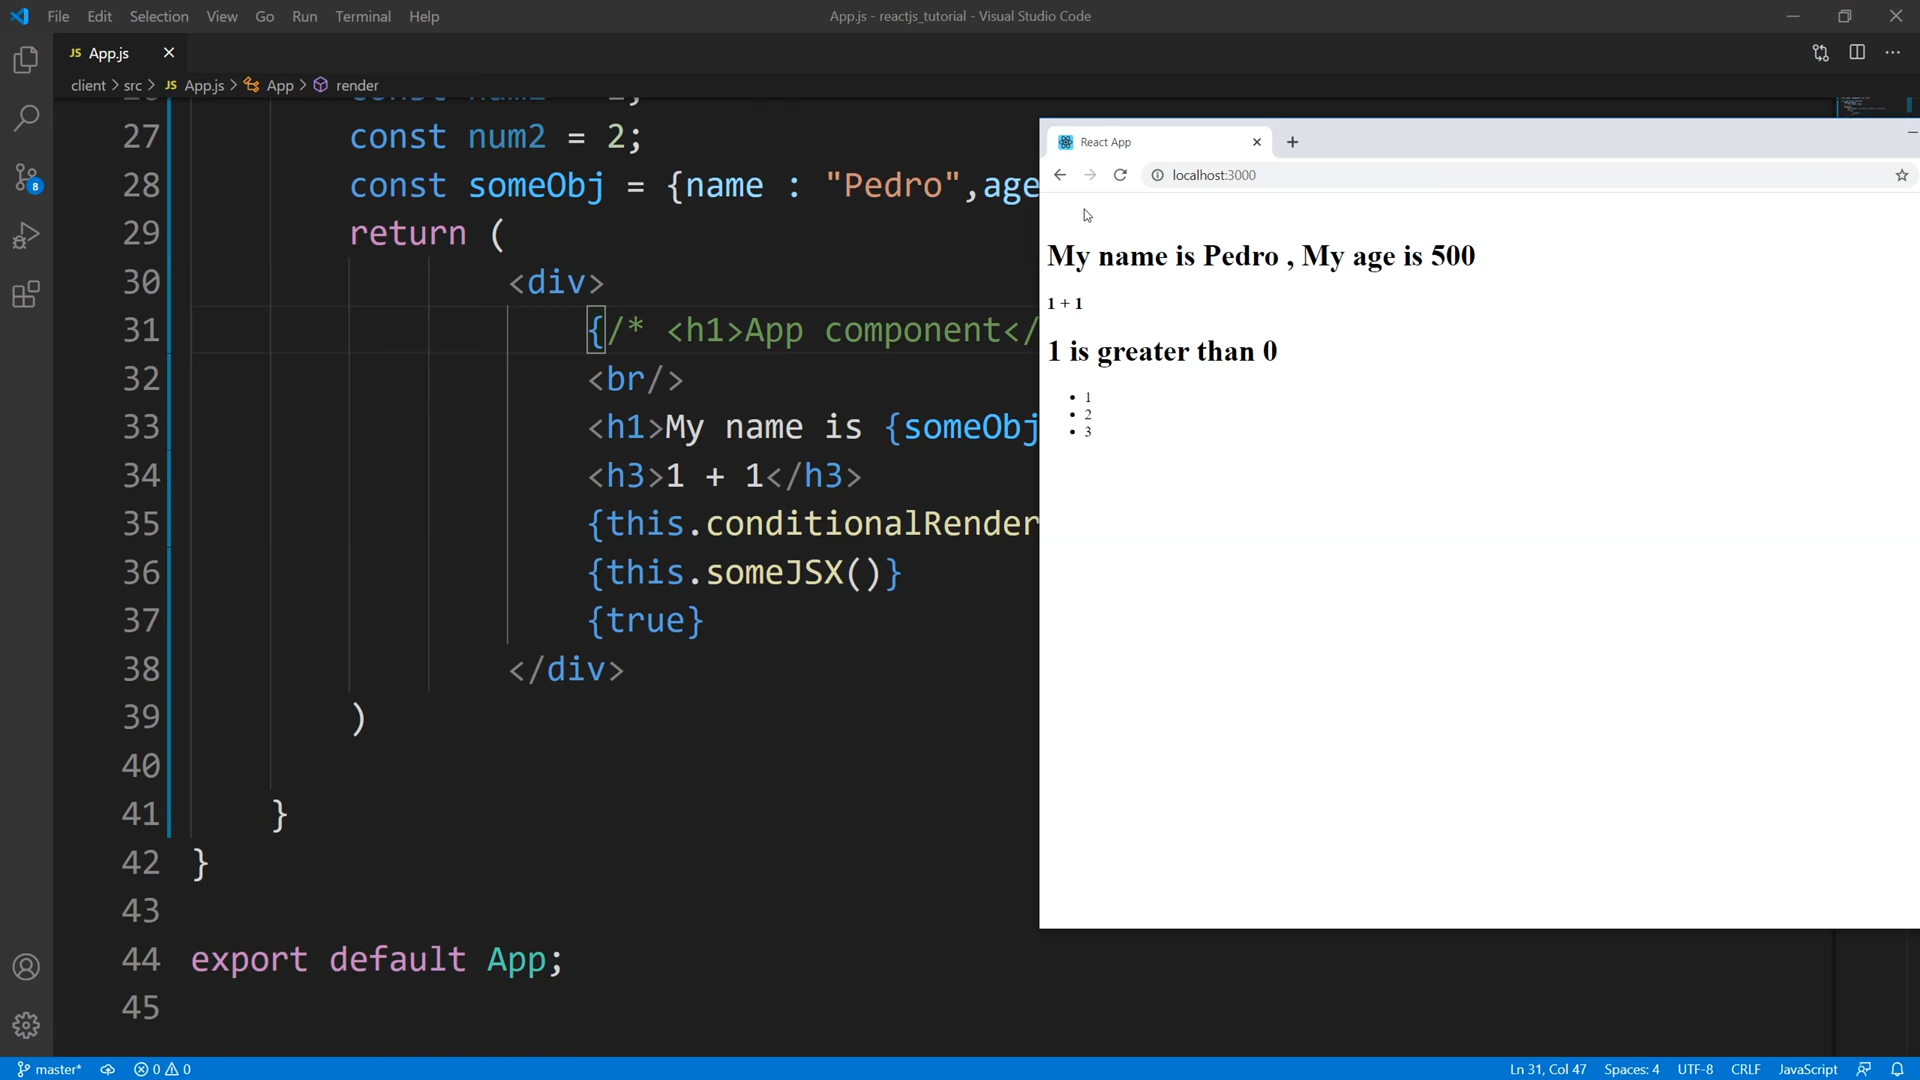 File Edit Selection View Go Run Terminal Help
App.js - reactjs_tutorial - Visual Studio Code
JS App.js
client > src > JS App.js > App > render
27 const num2 = 2;
28 const someObj = {name : "Pedro",age
29 return (
30 <div>
31 {/* <h1>App component</
32 <br/>
33 <h1>My name is {someObj
34 <h3>1 + 1</h3>
35 {this.conditionalRender
36 {this.someJSX()}
37 {true}
38 </div>
39 )
40
41 }
42 }
43
44 export default App;
45
8
React App
localhost:3000
My name is Pedro , My age is 500
1 + 1
1 is greater than 0
• 1
• 2
• 3
master* 0 0
Ln 31, Col 47 Spaces: 4 UTF-8 CRLF JavaScript